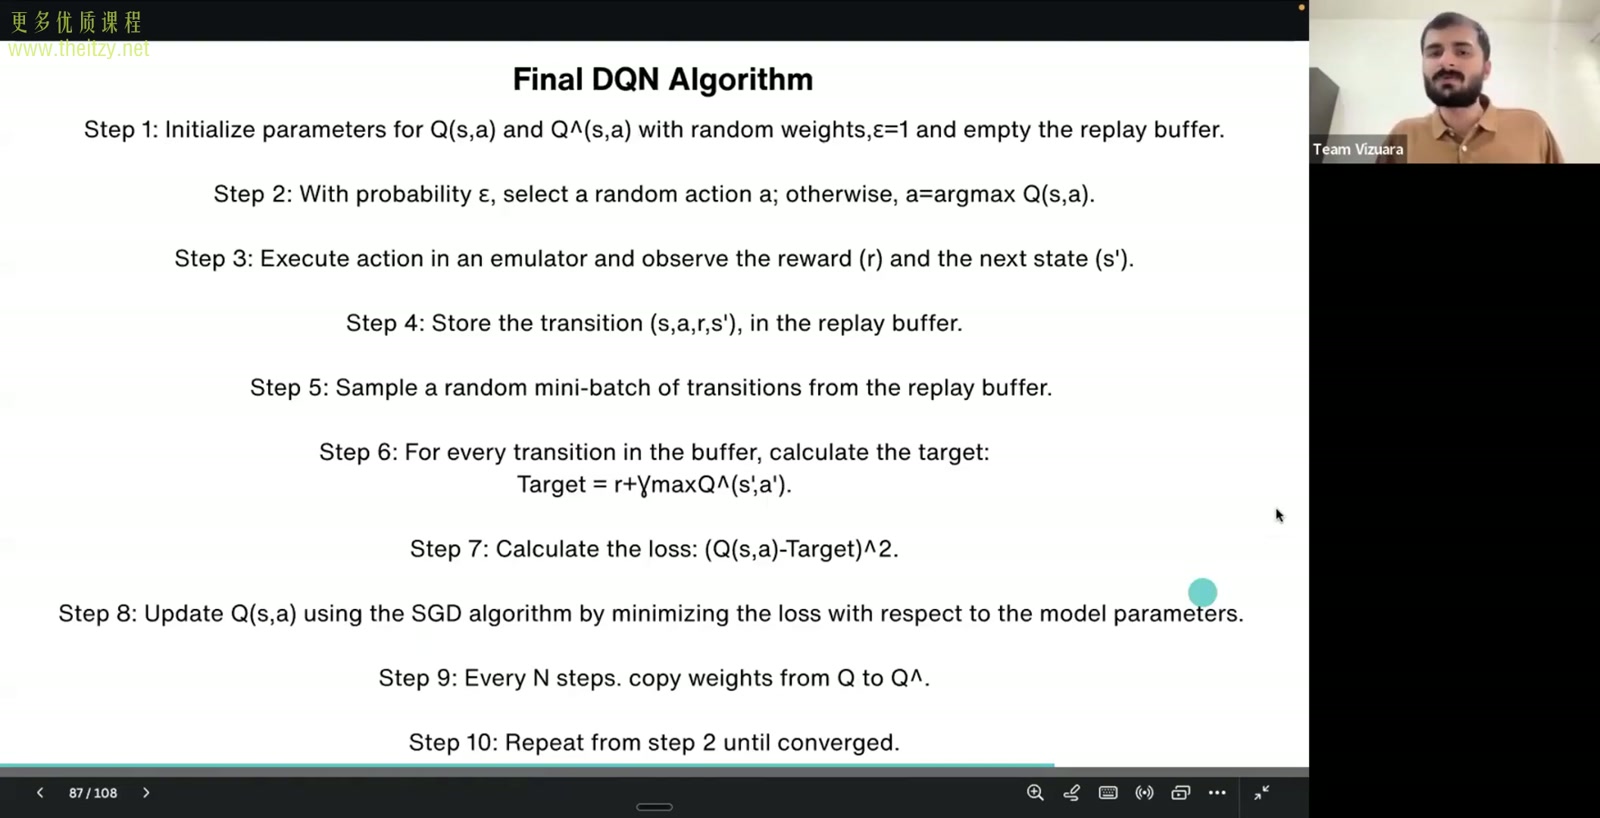 更多优质课程
www.theitzy.net
Final DQN Algorithm
Step 1: Initialize parameters for Q(s,a) and Q^(s,a) with random weights,ε=1 and empty the replay buffer.
Step 2: With probability ε, select a random action a; otherwise, a=argmax Q(s,a).
Step 3: Execute action in an emulator and observe the reward (r) and the next state (s').
Step 4: Store the transition (s,a,r,s'), in the replay buffer.
Step 5: Sample a random mini-batch of transitions from the replay buffer.
Step 6: For every transition in the buffer, calculate the target:
Target = r+ɣmaxQ^(s',a').
Step 7: Calculate the loss: (Q(s,a)-Target)^2.
Step 8: Update Q(s,a) using the SGD algorithm by minimizing the loss with respect to the model parameters.
Step 9: Every N steps. copy weights from Q to Q^.
Step 10: Repeat from step 2 until converged.
Team Vizuara
87 / 108